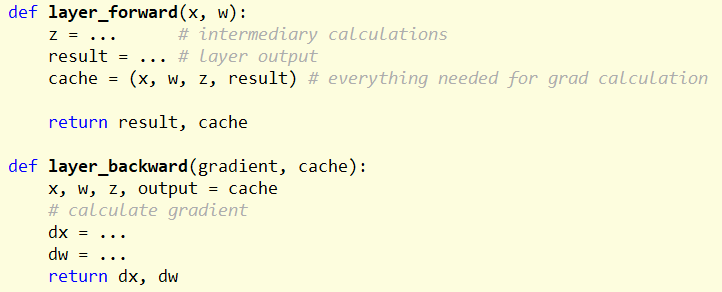 def layer_forward(x, w):
    z = ...      # intermediary calculations
    result = ... # layer output
    cache = (x, w, z, result) # everything needed for grad calculation

    return result, cache

def layer_backward(gradient, cache):
    x, w, z, output = cache
    # calculate gradient
    dx = ...
    dw = ...
    return dx, dw